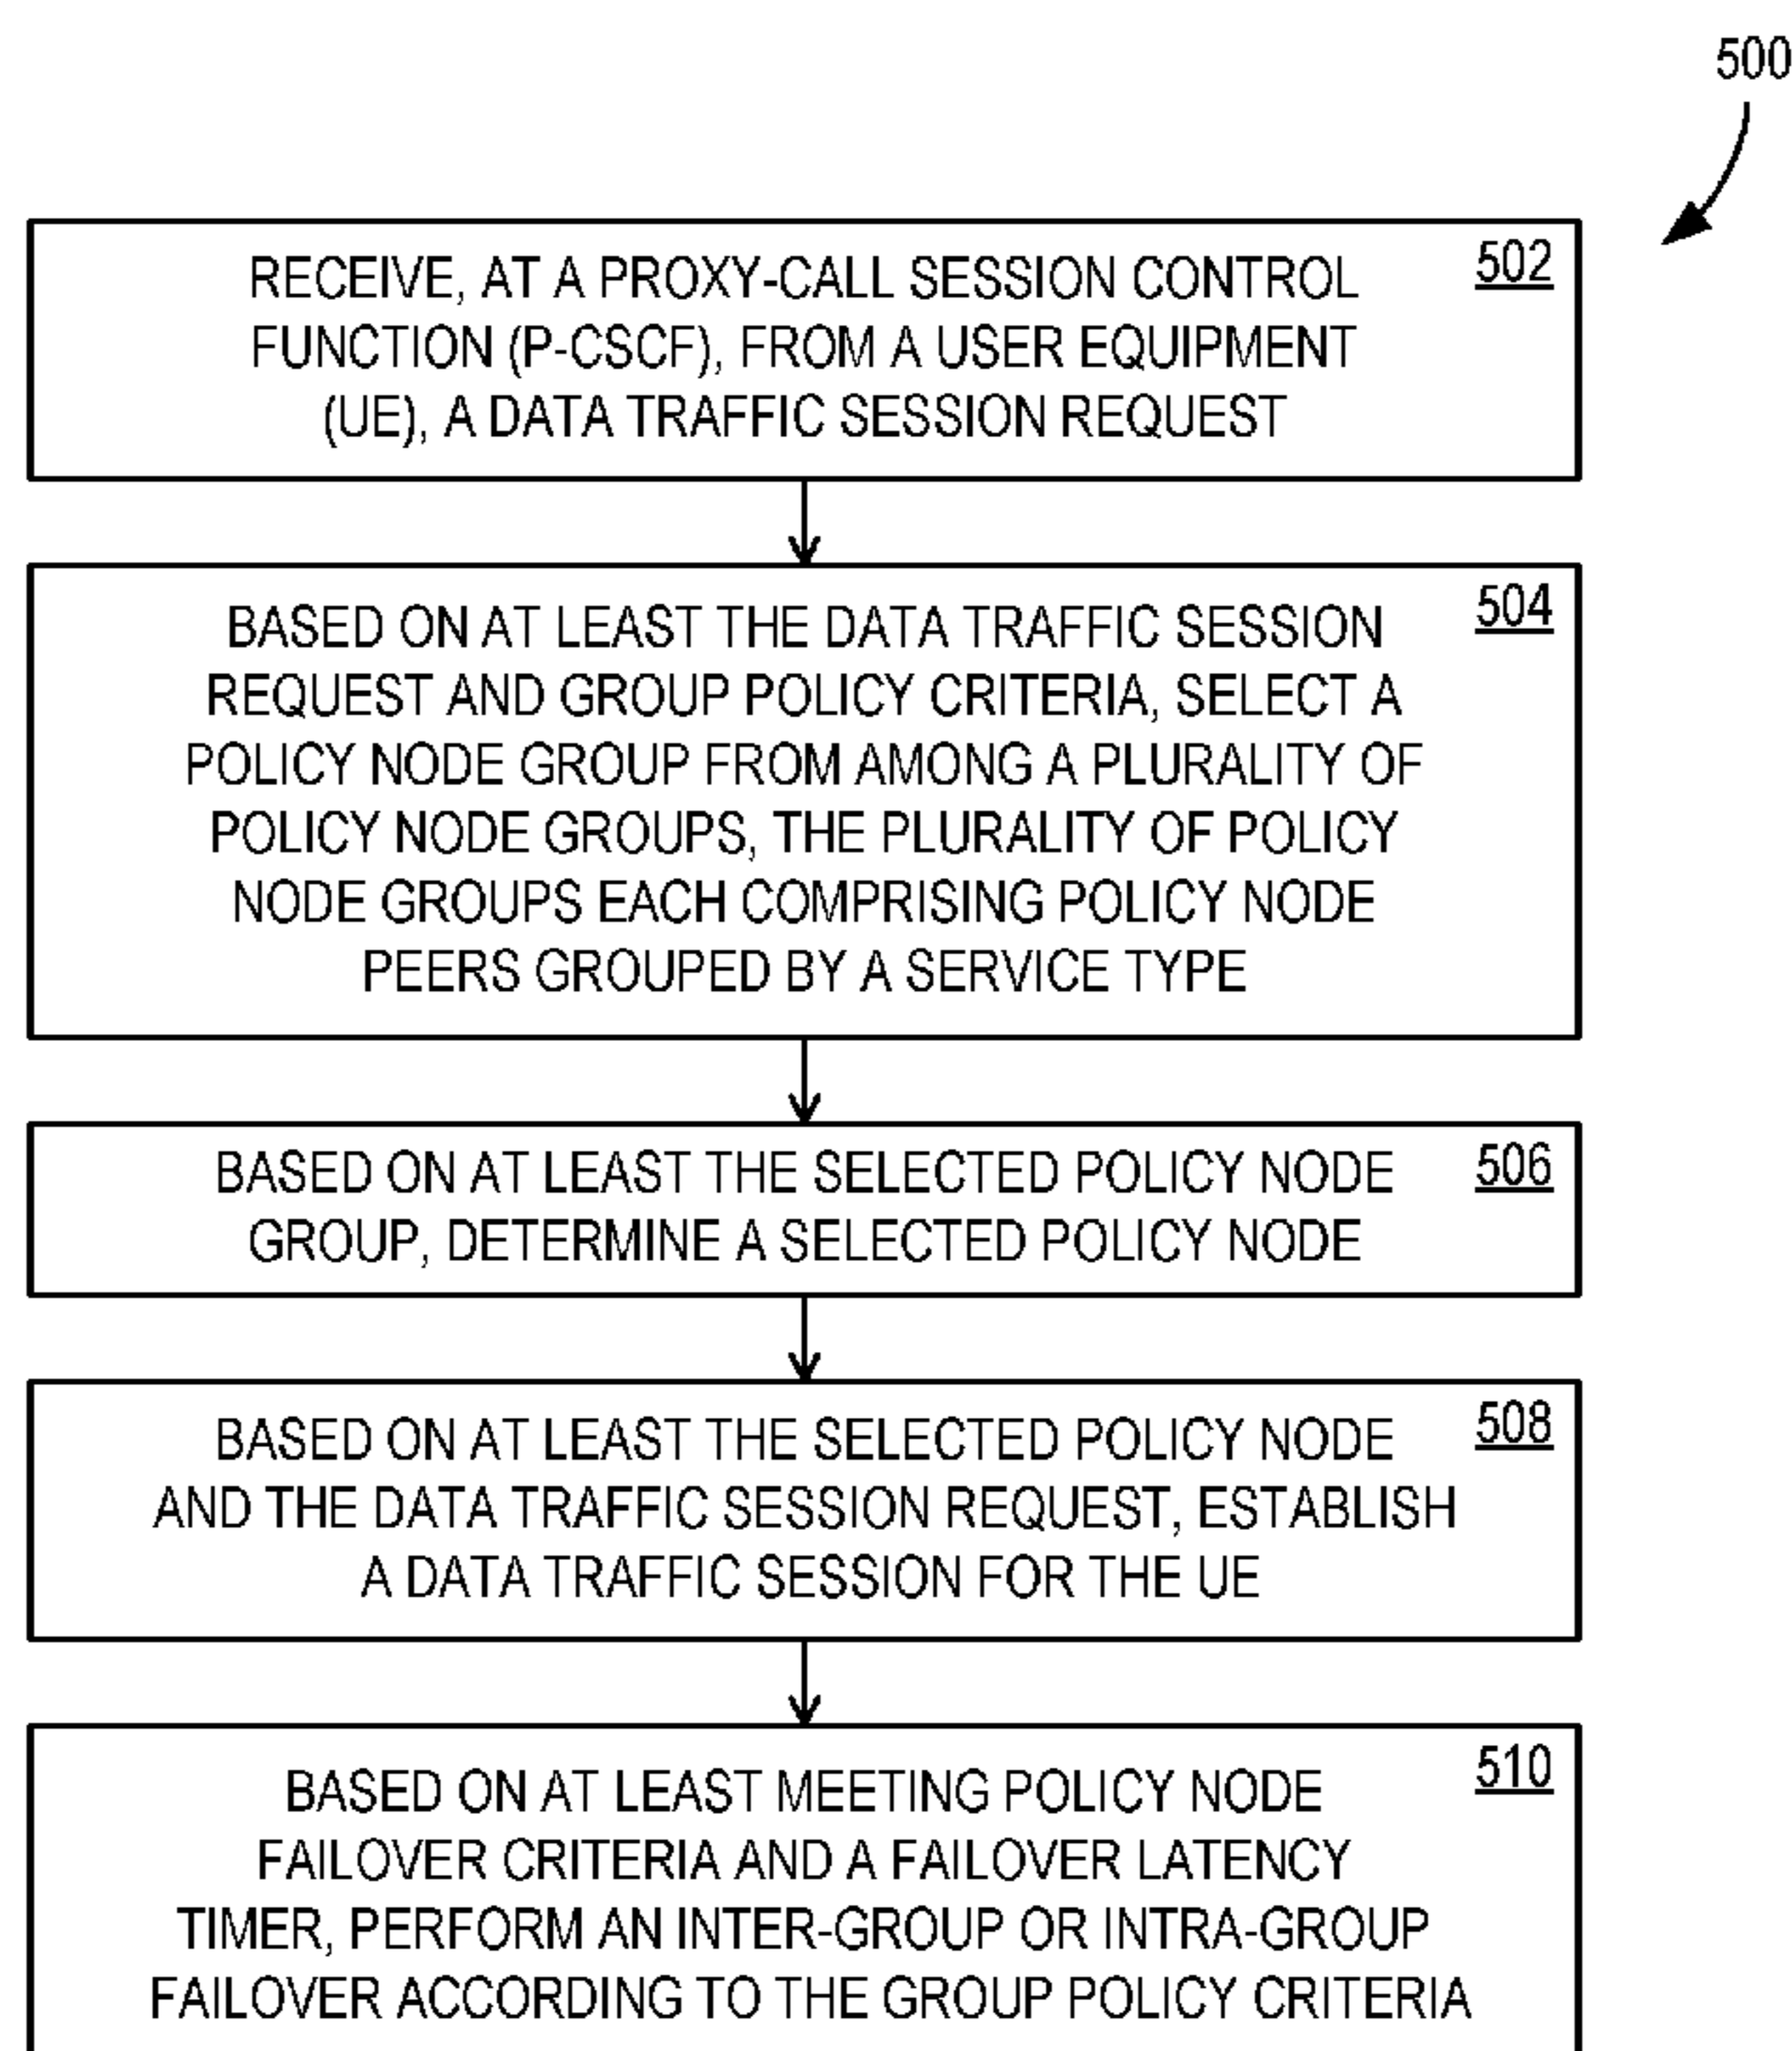 500
502
RECEIVE, AT A PROXY-CALL SESSION CONTROL
FUNCTION (P-CSCF), FROM A USER EQUIPMENT
(UE), A DATA TRAFFIC SESSION REQUEST
504
BASED ON AT LEAST THE DATA TRAFFIC SESSION
REQUEST AND GROUP POLICY CRITERIA, SELECT A
POLICY NODE GROUP FROM AMONG A PLURALITY OF
POLICY NODE GROUPS, THE PLURALITY OF POLICY
NODE GROUPS EACH COMPRISING POLICY NODE
PEERS GROUPED BY A SERVICE TYPE
506
BASED ON AT LEAST THE SELECTED POLICY NODE
GROUP, DETERMINE A SELECTED POLICY NODE
508
BASED ON AT LEAST THE SELECTED POLICY NODE
AND THE DATA TRAFFIC SESSION REQUEST, ESTABLISH
A DATA TRAFFIC SESSION FOR THE UE
510
BASED ON AT LEAST MEETING POLICY NODE
FAILOVER CRITERIA AND A FAILOVER LATENCY
TIMER, PERFORM AN INTER-GROUP OR INTRA-GROUP
FAILOVER ACCORDING TO THE GROUP POLICY CRITERIA